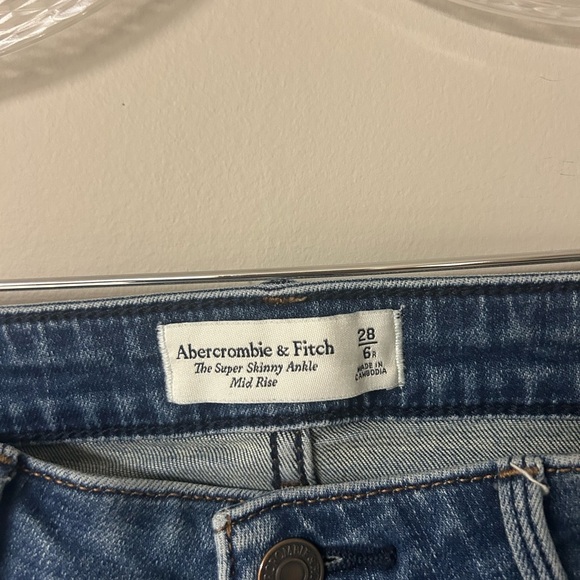 Abercrombie & Fitch
The Super Skinny Ankle
Mid Rise
28
6R
MADE IN
CAMBODIA